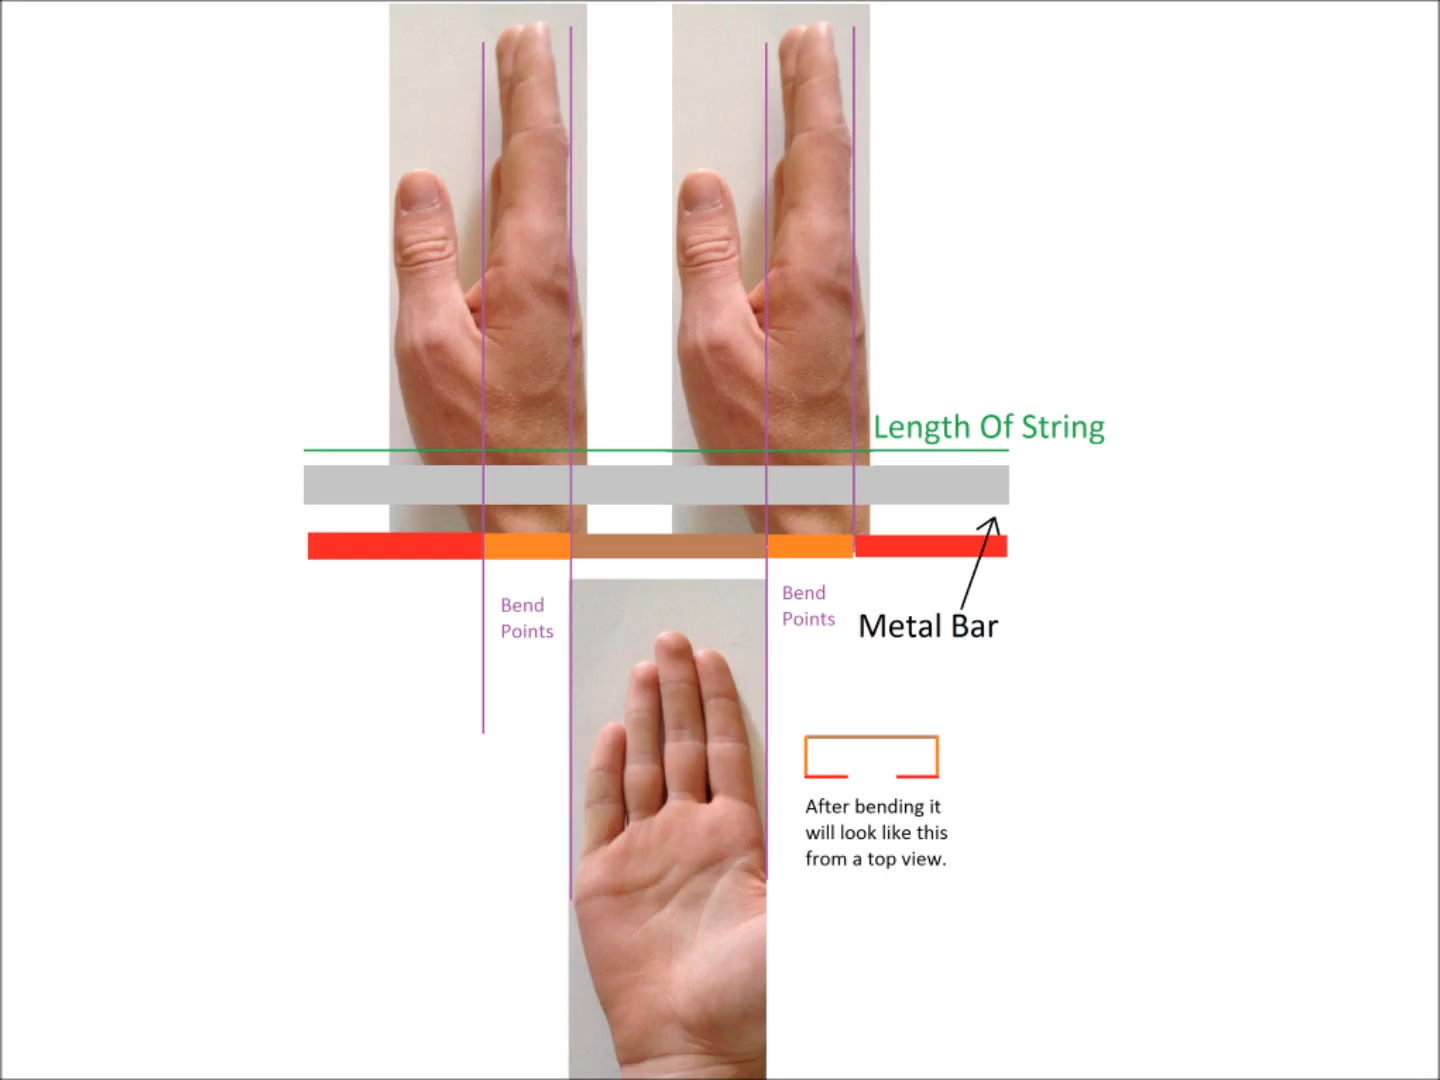 Length Of String
Bend
Points
Bend
Points
Metal Bar
After bending it
will look like this
from a top view.